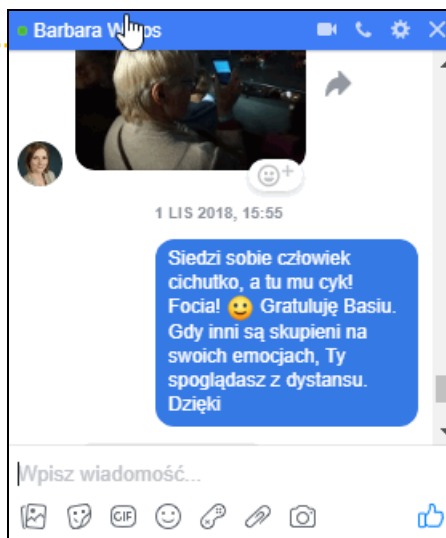 Barbara
1 LIS 2018, 15:55
Siedzi sobie człowiek
cichutko, a tu mu cyk!
Focia! 🙂 Gratuluję Basiu.
Gdy inni są skupieni na
swoich emocjach, Ty
spoglądasz z dystansu.
Dzięki
Wpisz wiadomość...
GIF